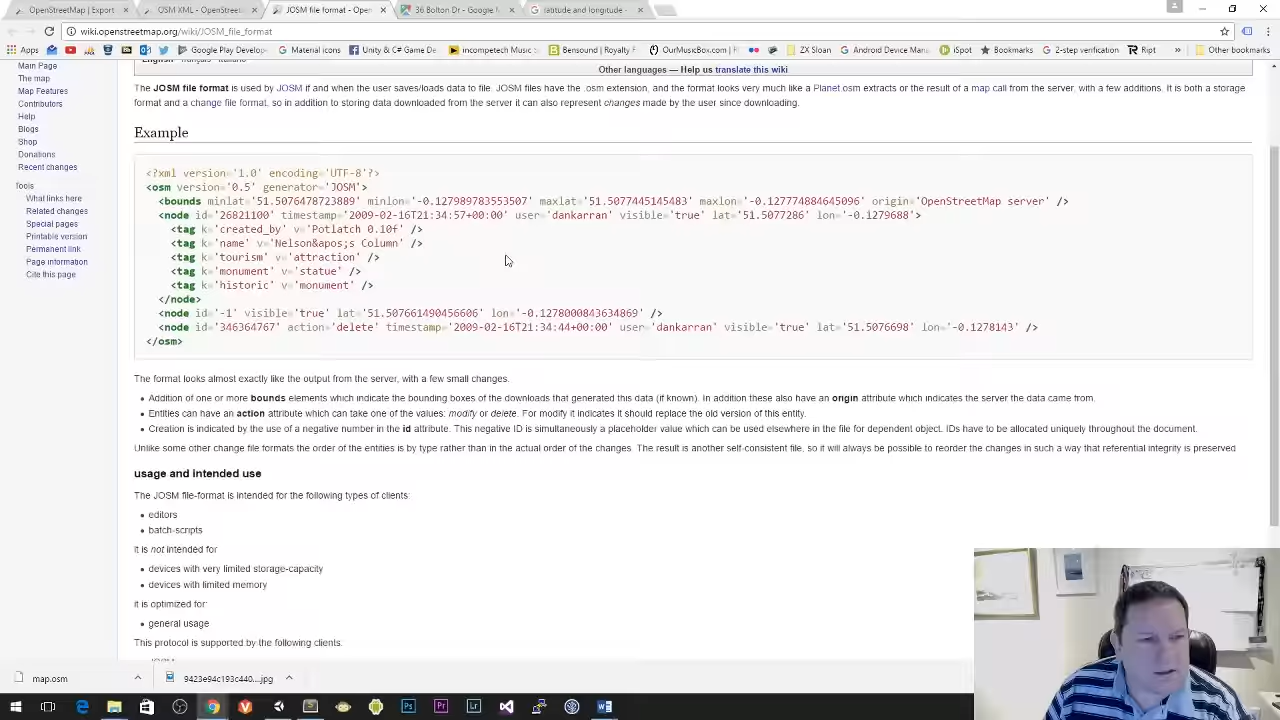 OpenStreetMap | Export
OSM XML - OpenStreetM
JOSM file format - Open
36 Bolton Dr - Google M
latitude and longitude -
wiki.openstreetmap.org/wiki/JOSM_file_format
Apps
Google Play Develop
Material icons
Unity & C# Game De
incompetech Music S
Bensound | Royalty F
OurMusicBox.com | F
ZX Sloan
Android Device Mana
iSpot
Bookmarks
2-step verification
Ript
»
Other bookmarks
Main Page
The map
Map Features
Contributors
Help
Blogs
Shop
Donations
Recent changes
Tools
What links here
Related changes
Special pages
Printable version
Permanent link
Page information
Cite this page
English français italiano
Other languages — Help us translate this wiki
The JOSM file format is used by JOSM if and when the user saves/loads data to file. JOSM files have the .osm extension, and the format looks very much like a Planet.osm extracts or the result of a map call from the server, with a few additions. It is both a storage
format and a change file format, so in addition to storing data downloaded from the server it can also represent changes made by the user since downloading.
Example
<?xml version='1.0' encoding='UTF-8'?>
<osm version='0.5' generator='JOSM'>
<bounds minlat='51.5076478723889' minlon='-0.127989783553507' maxlat='51.5077445145483' maxlon='-0.127774884645096' origin='OpenStreetMap server' />
<node id='26821100' timestamp='2009-02-16T21:34:57+00:00' user='dankarran' visible='true' lat='51.5077286' lon='-0.1279688'>
<tag k='created_by' v='Potlatch 0.10f' />
<tag k='name' v='Nelson&apos;s Column' />
<tag k='tourism' v='attraction' />
<tag k='monument' v='statue' />
<tag k='historic' v='monument' />
</node>
<node id='-1' visible='true' lat='51.507661490456606' lon='-0.1278000843634869' />
<node id='346364767' action='delete' timestamp='2009-02-16T21:34:44+00:00' user='dankarran' visible='true' lat='51.5076698' lon='-0.1278143' />
</osm>
The format looks almost exactly like the output from the server, with a few small changes.
• Addition of one or more bounds elements which indicate the bounding boxes of the downloads that generated this data (if known). In addition these also have an origin attribute which indicates the server the data came from.
• Entities can have an action attribute which can take one of the values: modify or delete. For modify it indicates it should replace the old version of this entity.
• Creation is indicated by the use of a negative number in the id attribute. This negative ID is simultaneously a placeholder value which can be used elsewhere in the file for dependent object. IDs have to be allocated uniquely throughout the document.
Unlike some other change file formats the order of the entities is by type rather than in the actual order of the changes. The result is another self-consistent file, so it will always be possible to reorder the changes in such a way that referential integrity is preserved
usage and intended use
The JOSM file-format is intended for the following types of clients:
• editors
• batch-scripts
it is not intended for
• devices with very limited storage-capacity
• devices with limited memory
it is optimized for:
• general usage
This protocol is supported by the following clients.
JOSM
map.osm
9423e94c193c440....jpg